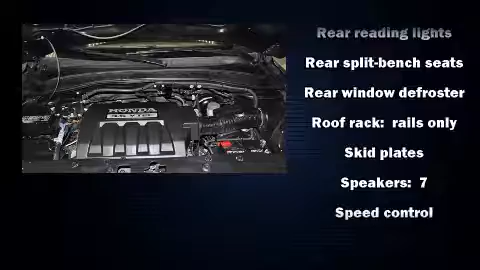 Rear reading lights
Rear split-bench seats
Rear window defroster
Roof rack:  rails only
Skid plates
Speakers:  7
Speed control
HONDA